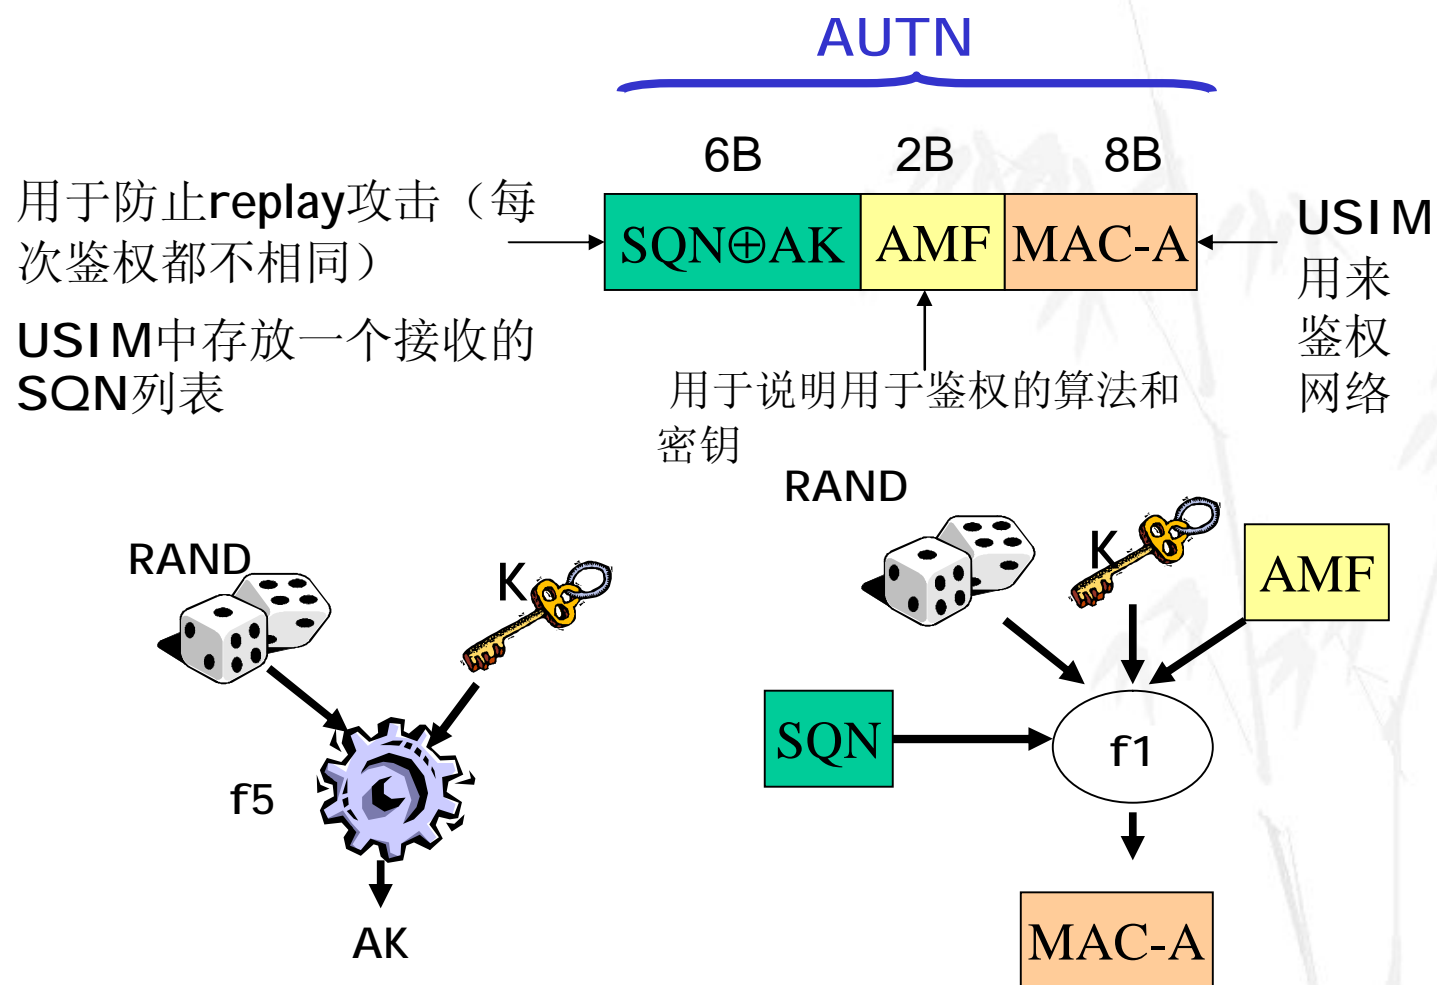 AUTN
6B 2B 8B
用于防止replay攻击（每
次鉴权都不相同）
USIM中存放一个接收的
SQN列表
SQN⊕AK AMF MAC-A
USIM
用来
鉴权
网络
用于说明用于鉴权的算法和
密钥
RAND
K
f5
AK
RAND
K
AMF
SQN
f1
MAC-A